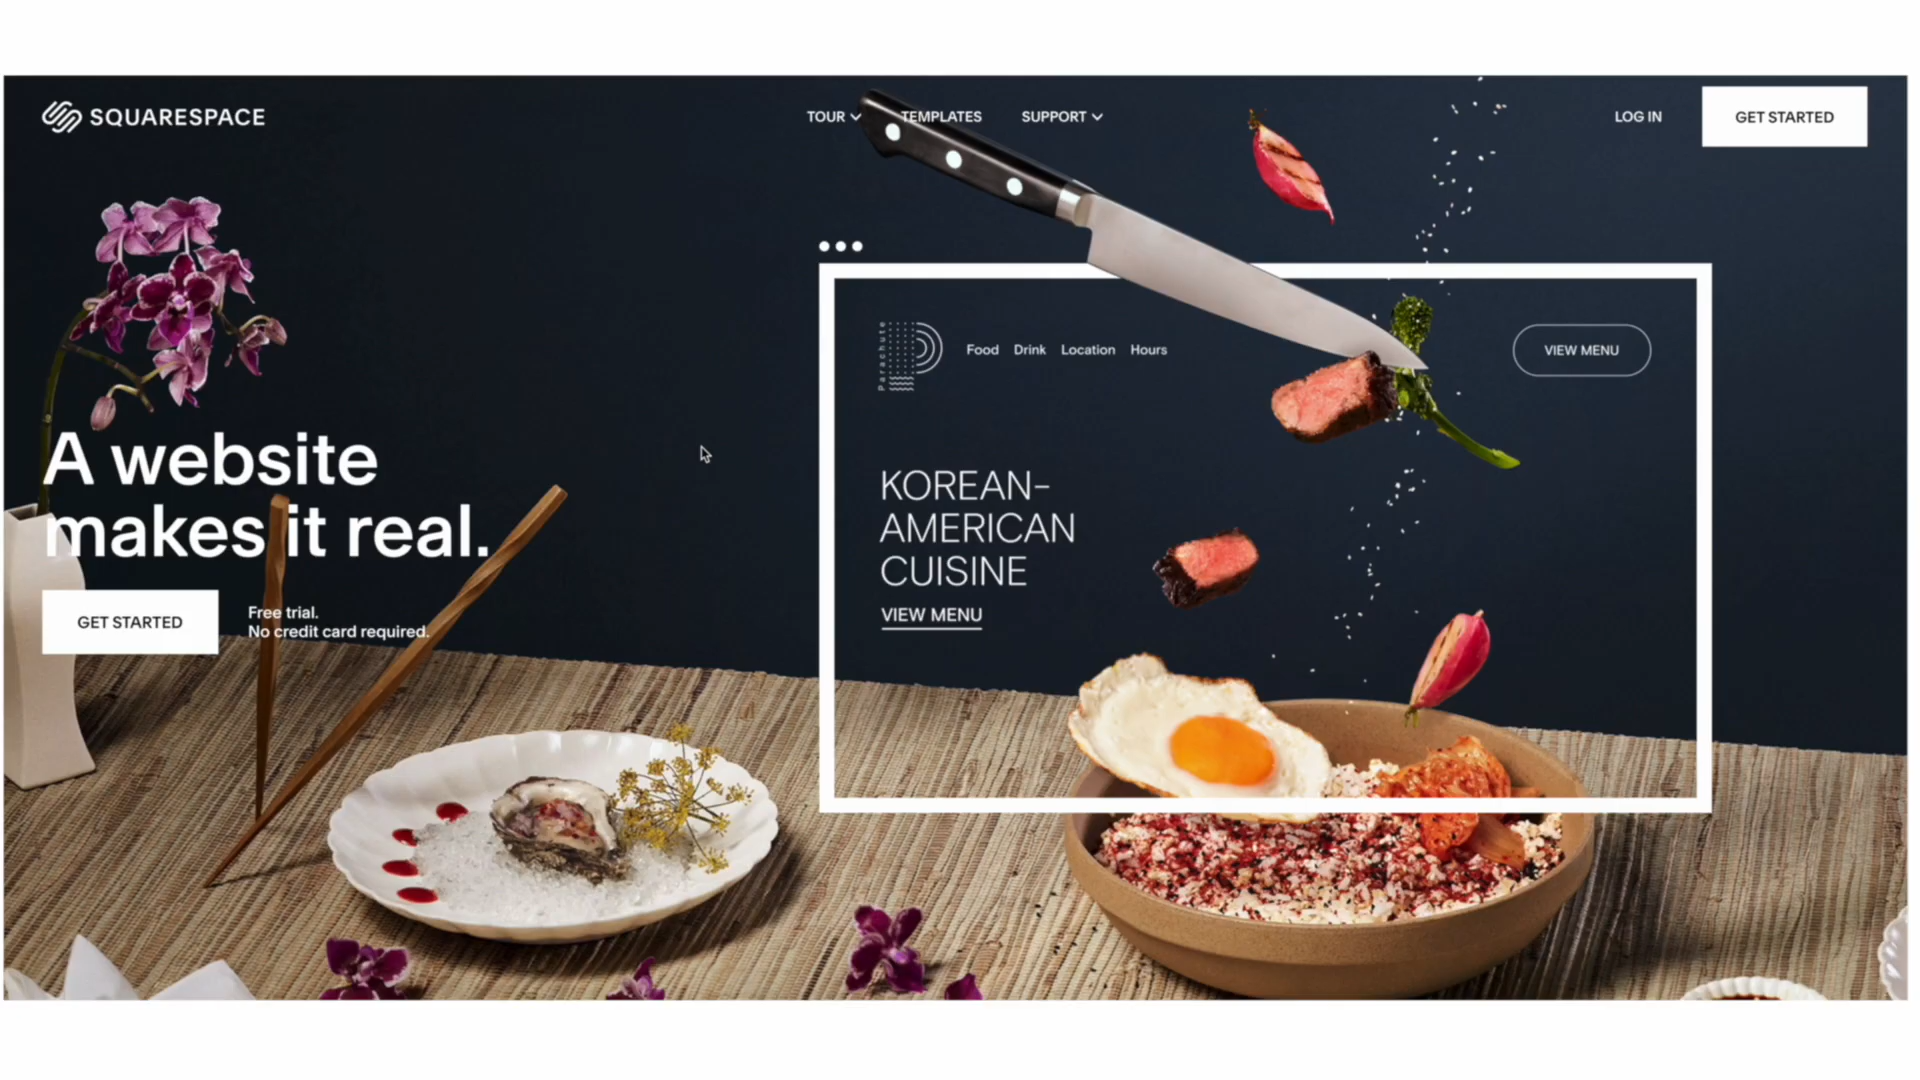 SQUARESPACE
TOUR
TEMPLATES
SUPPORT
LOG IN
GET STARTED
A website
makes it real.
GET STARTED
Free trial.
No credit card required.
Parachute
Food
Drink
Location
Hours
VIEW MENU
KOREAN-
AMERICAN
CUISINE
VIEW MENU